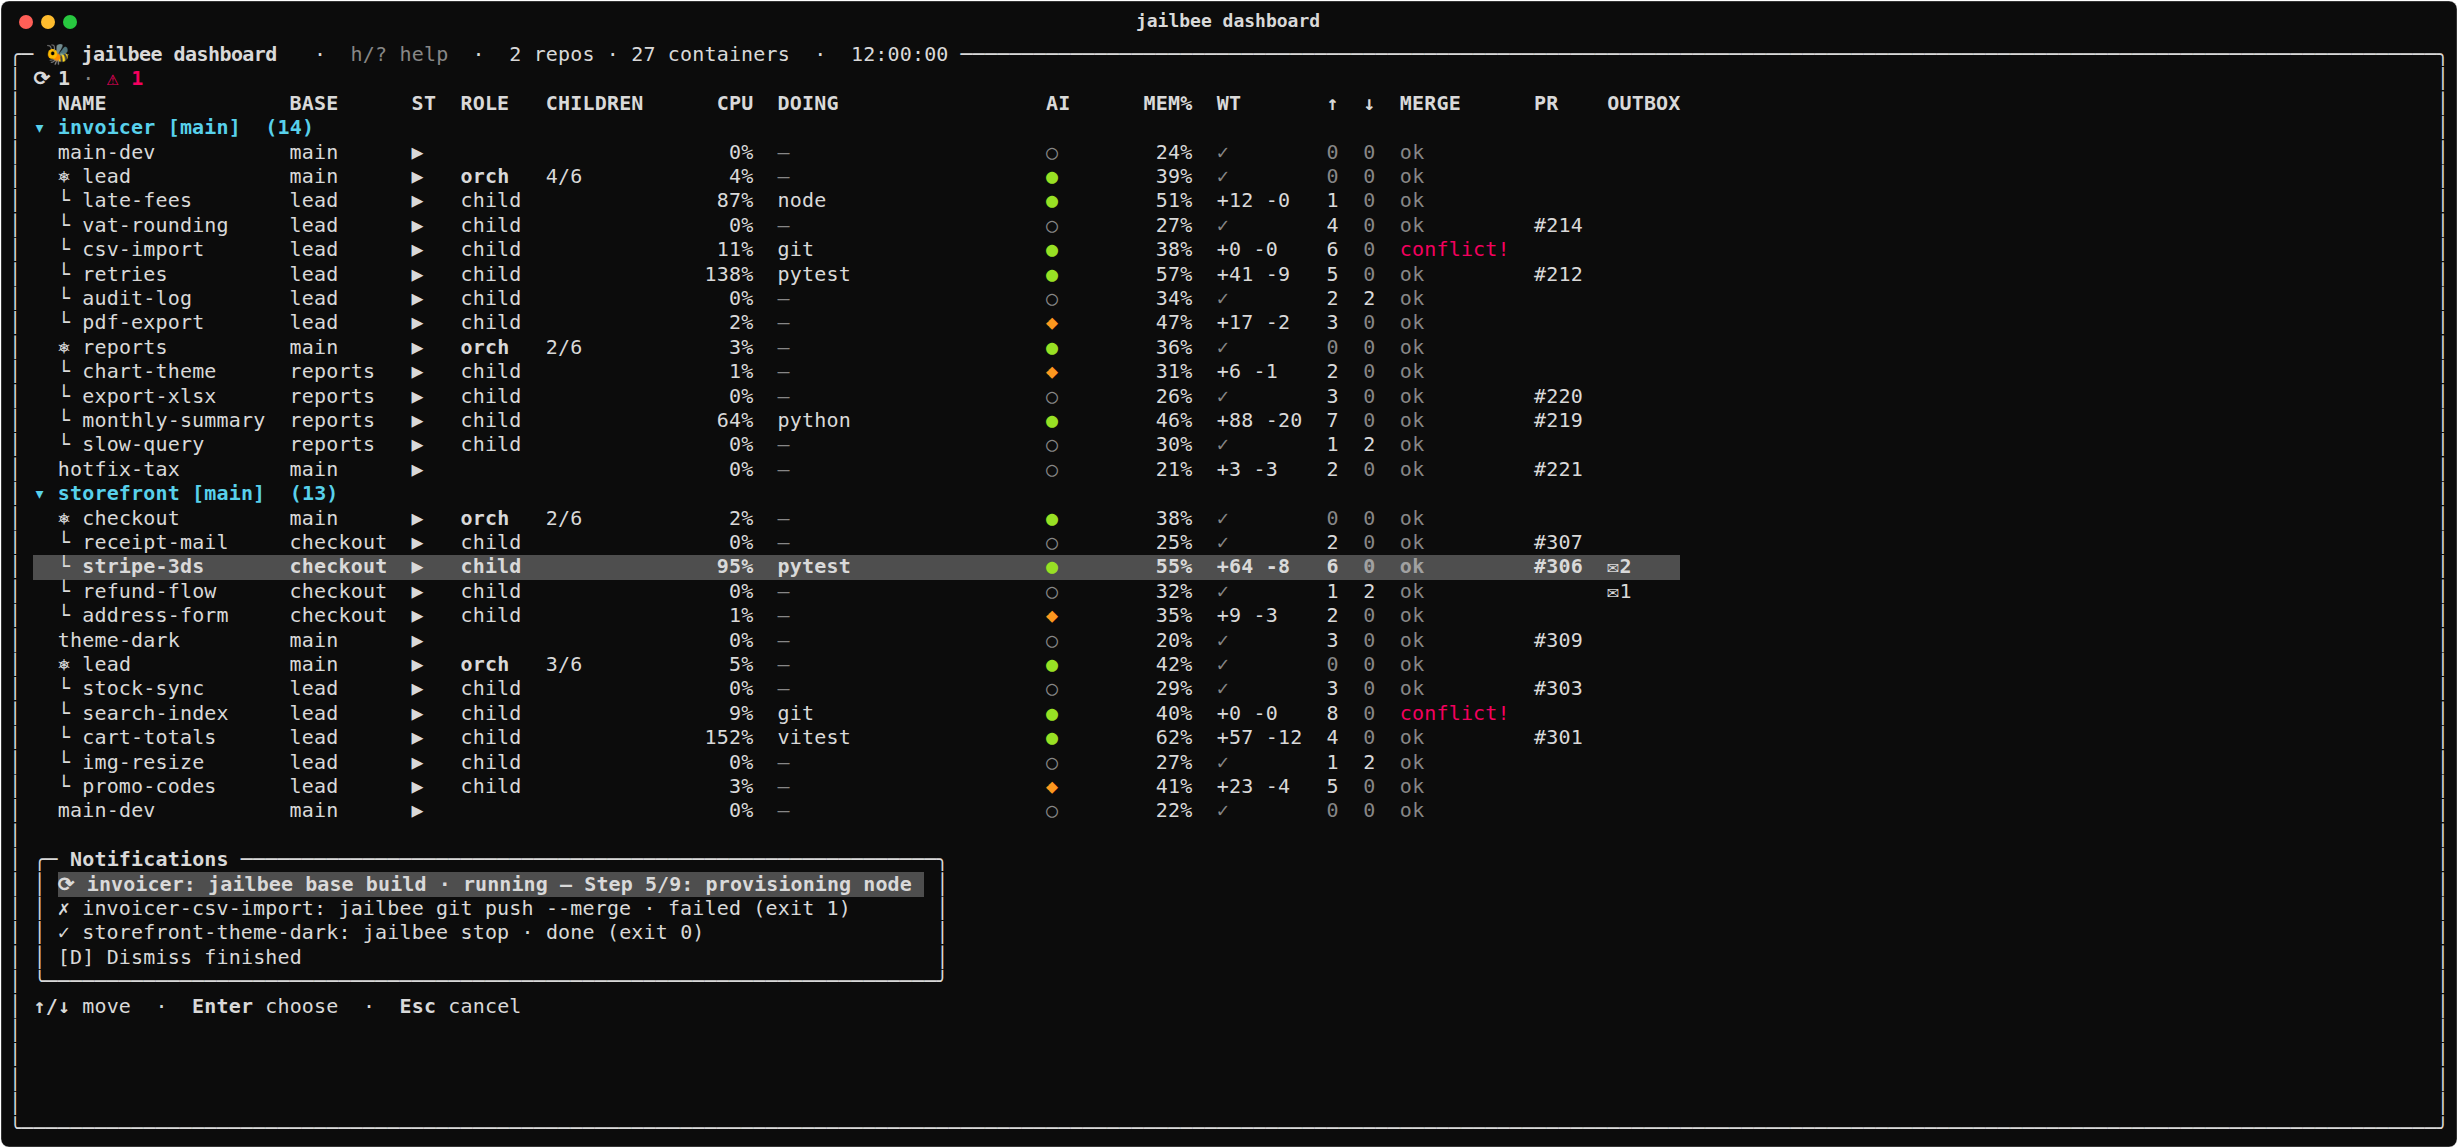 jailbee dashboard
🐝 jailbee dashboard · h/? help · 2 repos · 27 containers · 12:00:00
⟳ 1 · ⚠ 1
NAME BASE ST ROLE CHILDREN CPU DOING AI MEM% WT ↑ ↓ MERGE PR OUTBOX
▾ invoicer [main] (14)
main-dev main ▶ 0% — ○ 24% ✓ 0 0 ok
⎈ lead main ▶ orch 4/6 4% — ● 39% ✓ 0 0 ok
└ late-fees lead ▶ child 87% node ● 51% +12 -0 1 0 ok
└ vat-rounding lead ▶ child 0% — ○ 27% ✓ 4 0 ok #214
└ csv-import lead ▶ child 11% git ● 38% +0 -0 6 0 conflict!
└ retries lead ▶ child 138% pytest ● 57% +41 -9 5 0 ok #212
└ audit-log lead ▶ child 0% — ○ 34% ✓ 2 2 ok
└ pdf-export lead ▶ child 2% — ◆ 47% +17 -2 3 0 ok
⎈ reports main ▶ orch 2/6 3% — ● 36% ✓ 0 0 ok
└ chart-theme reports ▶ child 1% — ◆ 31% +6 -1 2 0 ok
└ export-xlsx reports ▶ child 0% — ○ 26% ✓ 3 0 ok #220
└ monthly-summary reports ▶ child 64% python ● 46% +88 -20 7 0 ok #219
└ slow-query reports ▶ child 0% — ○ 30% ✓ 1 2 ok
hotfix-tax main ▶ 0% — ○ 21% +3 -3 2 0 ok #221
▾ storefront [main] (13)
⎈ checkout main ▶ orch 2/6 2% — ● 38% ✓ 0 0 ok
└ receipt-mail checkout ▶ child 0% — ○ 25% ✓ 2 0 ok #307
└ stripe-3ds checkout ▶ child 95% pytest ● 55% +64 -8 6 0 ok #306 ✉2
└ refund-flow checkout ▶ child 0% — ○ 32% ✓ 1 2 ok ✉1
└ address-form checkout ▶ child 1% — ◆ 35% +9 -3 2 0 ok
theme-dark main ▶ 0% — ○ 20% ✓ 3 0 ok #309
⎈ lead main ▶ orch 3/6 5% — ● 42% ✓ 0 0 ok
└ stock-sync lead ▶ child 0% — ○ 29% ✓ 3 0 ok #303
└ search-index lead ▶ child 9% git ● 40% +0 -0 8 0 conflict!
└ cart-totals lead ▶ child 152% vitest ● 62% +57 -12 4 0 ok #301
└ img-resize lead ▶ child 0% — ○ 27% ✓ 1 2 ok
└ promo-codes lead ▶ child 3% — ◆ 41% +23 -4 5 0 ok
main-dev main ▶ 0% — ○ 22% ✓ 0 0 ok
Notifications
⟳ invoicer: jailbee base build · running — Step 5/9: provisioning node
✗ invoicer-csv-import: jailbee git push --merge · failed (exit 1)
✓ storefront-theme-dark: jailbee stop · done (exit 0)
[D] Dismiss finished
↑/↓ move · Enter choose · Esc cancel